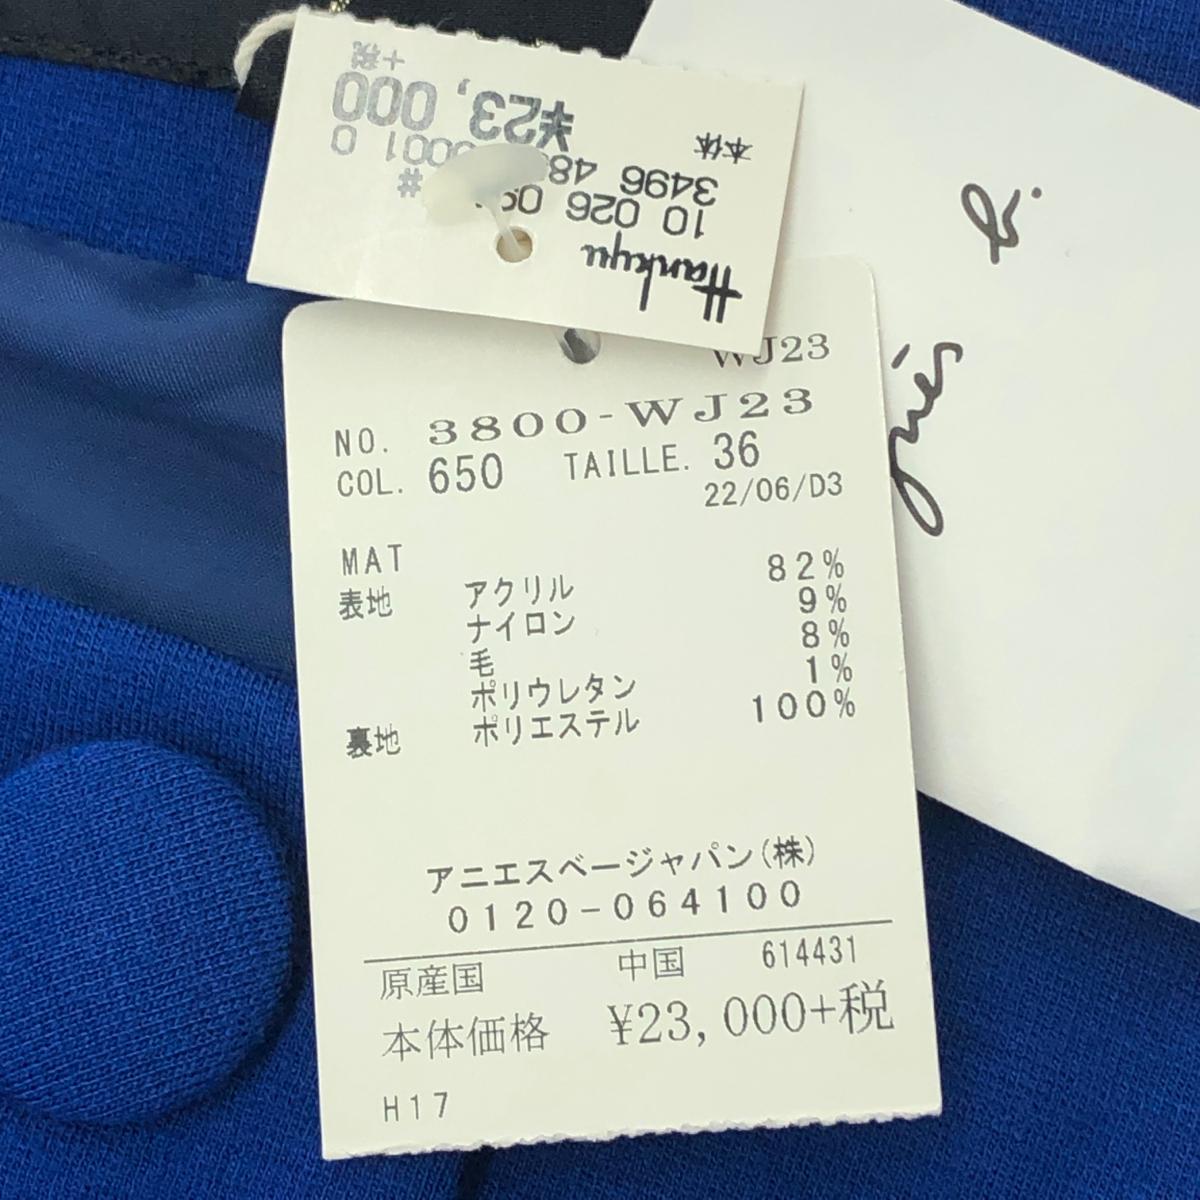 Hankyu
10 026 0
3496 48 0001 0
#
本体
¥23,000
+税
agnès b.
WJ23
NO. 3800-WJ23
COL. 650 TAILLE. 36
22/06/D3
MAT
表地 アクリル 82%
ナイロン 9%
毛 8%
ポリウレタン 1%
裏地 ポリエステル 100%
アニエスベージャパン(株)
0120-064100
原産国 中国 614431
本体価格 ¥23,000+税
H17